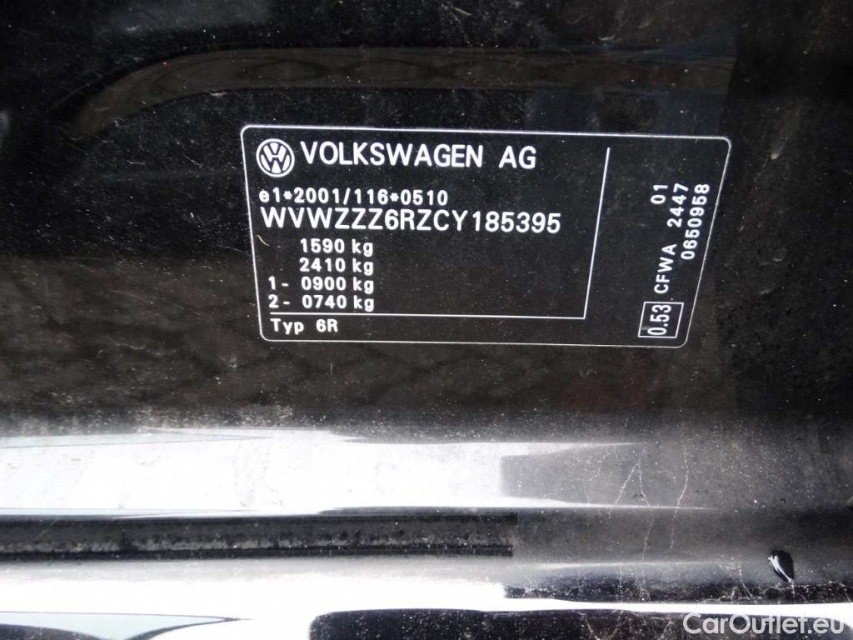 VOLKSWAGEN AG
e1*2001/116*0510
WVWZZZ6RZCY185395
1590 kg
2410 kg
1- 0900 kg
2- 0740 kg
Typ 6R
01
0.53 CFWA 2447
0650958
CarOutlet.eu